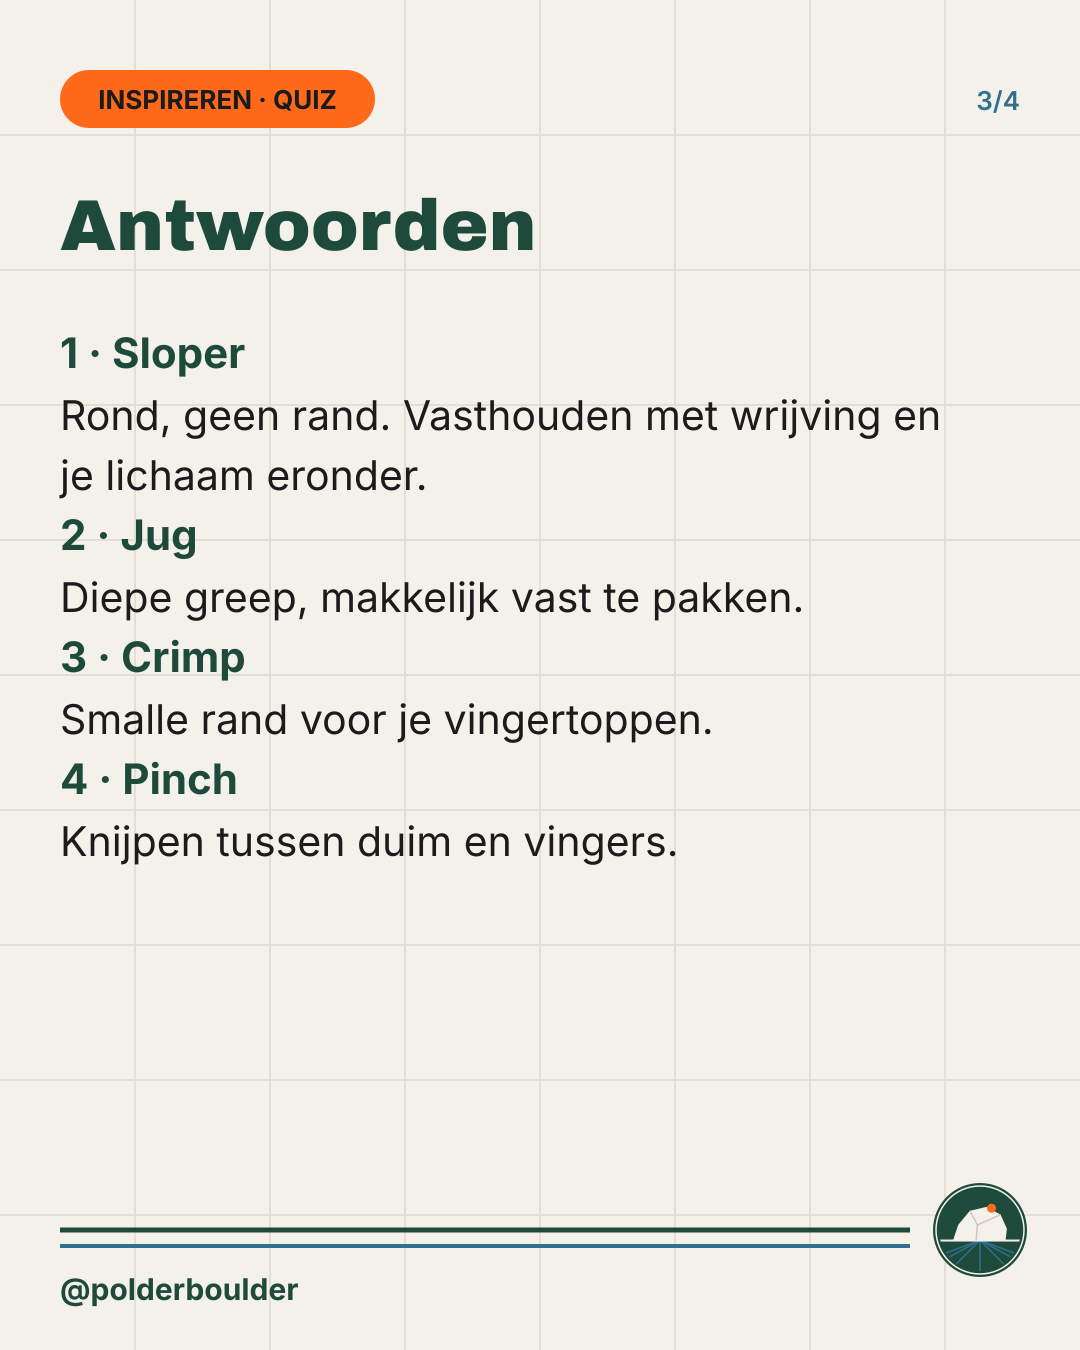 INSPIREREN · QUIZ
3/4
Antwoorden
1 · Sloper
Rond, geen rand. Vasthouden met wrijving en
je lichaam eronder.
2 · Jug
Diepe greep, makkelijk vast te pakken.
3 · Crimp
Smalle rand voor je vingertoppen.
4 · Pinch
Knijpen tussen duim en vingers.
@polderboulder